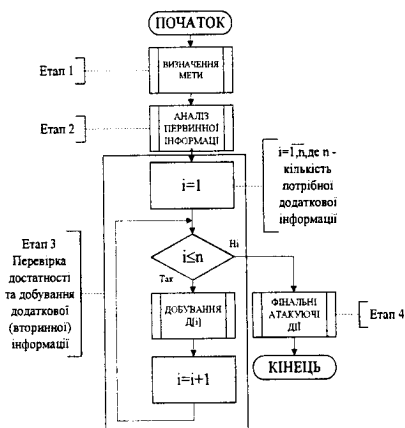 ПОЧАТОК
Етап 1
ВИЗНАЧЕННЯ
МЕТИ
Етап 2
АНАЛІЗ
ПЕРВИННОЇ
ІНФОРМАЦІЇ
i=1
i=1,n,де n -
кількість
потрібної
додаткової
інформації
Етап 3
Перевірка
достатності
та добування
додаткової
(вторинної)
інформації
i≤n
Ні
Так
ДОБУВАННЯ
Д[i]
ФІНАЛЬНІ
АТАКУЮЧІ
ДІЇ
Етап 4
i=i+1
КІНЕЦЬ